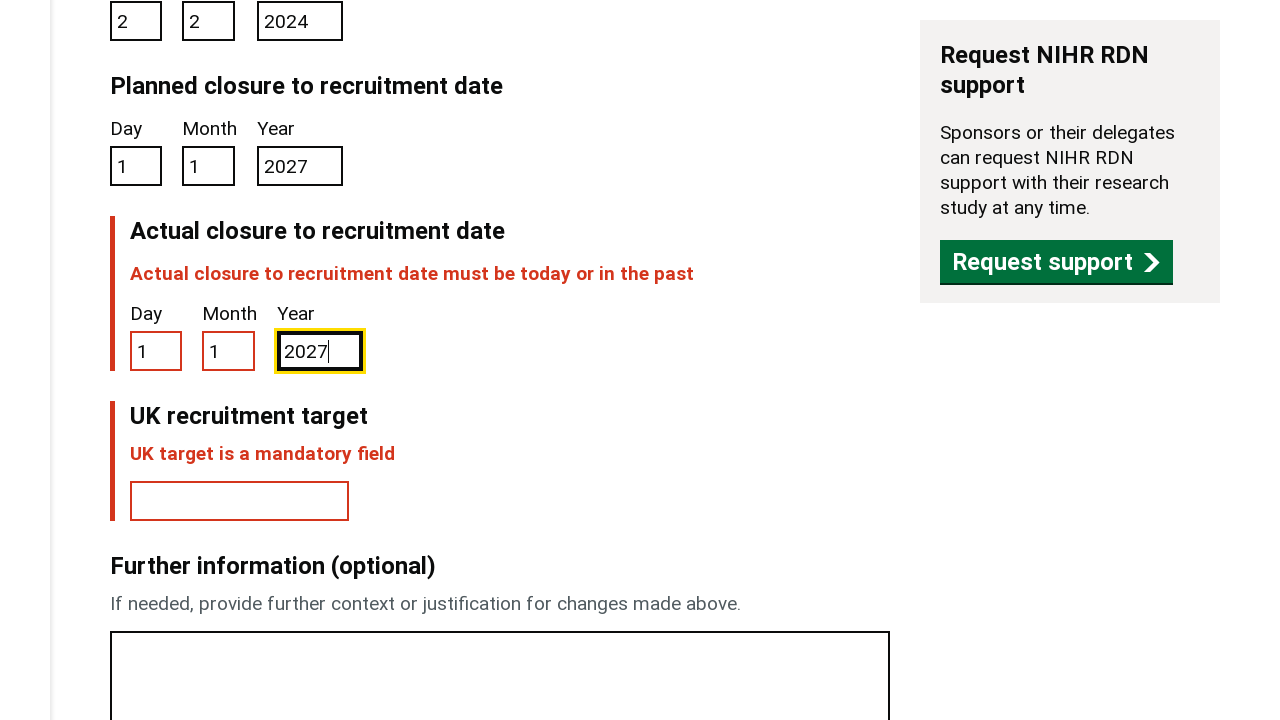 2 2 2024
Planned closure to recruitment date
Day Month Year
1 1 2027
Actual closure to recruitment date
Actual closure to recruitment date must be today or in the past
Day Month Year
1 1 2027
UK recruitment target
UK target is a mandatory field
Further information (optional)
If needed, provide further context or justification for changes made above.
Request NIHR RDN
support
Sponsors or their delegates
can request NIHR RDN
support with their research
study at any time.
Request support